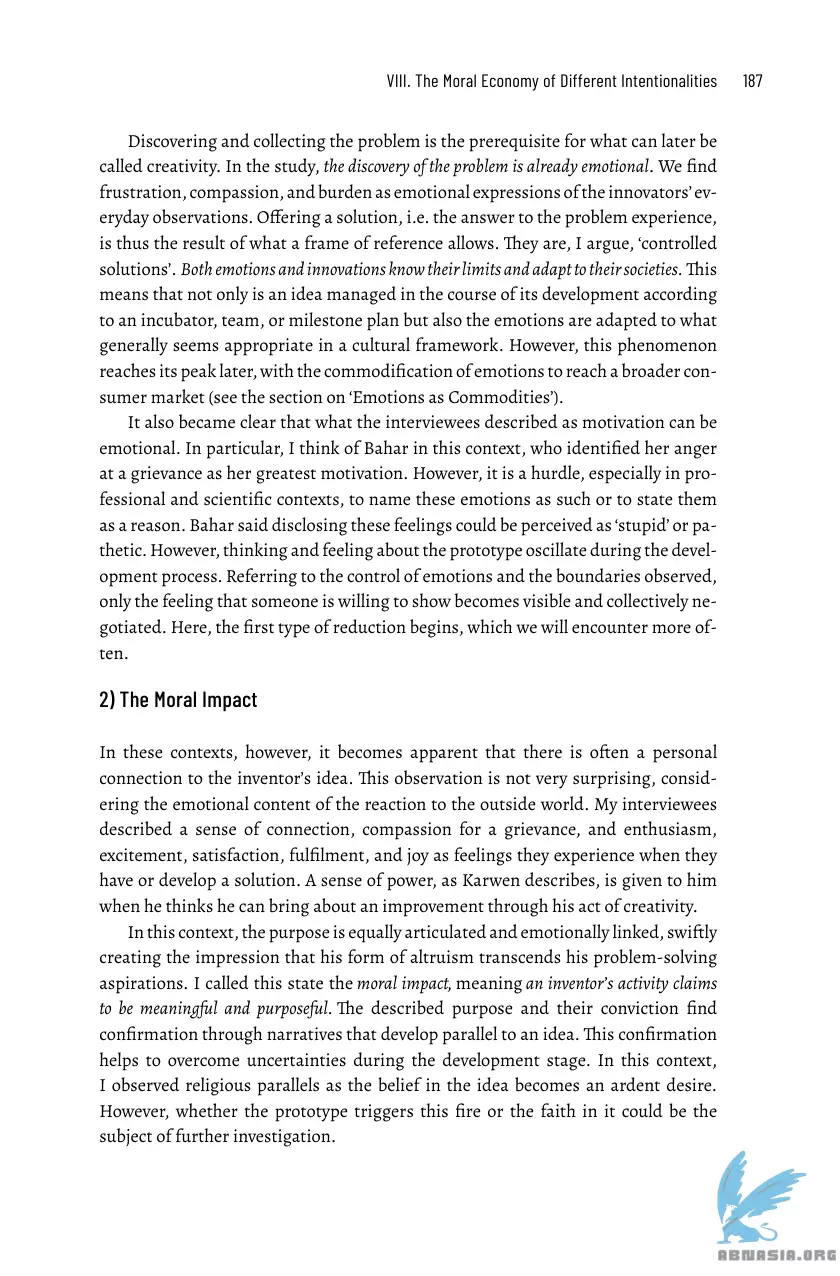 VIII. The Moral Economy of Different Intentionalities 187
Discovering and collecting the problem is the prerequisite for what can later be
called creativity. In the study, the discovery of the problem is already emotional. We find
frustration, compassion, and burden as emotional expressions of the innovators’ ev-
eryday observations. Offering a solution, i.e. the answer to the problem experience,
is thus the result of what a frame of reference allows. They are, I argue, ‘controlled
solutions’. Both emotions and innovations know their limits and adapt to their societies. This
means that not only is an idea managed in the course of its development according
to an incubator, team, or milestone plan but also the emotions are adapted to what
generally seems appropriate in a cultural framework. However, this phenomenon
reaches its peak later, with the commodification of emotions to reach a broader con-
sumer market (see the section on ‘Emotions as Commodities’).
It also became clear that what the interviewees described as motivation can be
emotional. In particular, I think of Bahar in this context, who identified her anger
at a grievance as her greatest motivation. However, it is a hurdle, especially in pro-
fessional and scientific contexts, to name these emotions as such or to state them
as a reason. Bahar said disclosing these feelings could be perceived as ‘stupid’ or pa-
thetic. However, thinking and feeling about the prototype oscillate during the devel-
opment process. Referring to the control of emotions and the boundaries observed,
only the feeling that someone is willing to show becomes visible and collectively ne-
gotiated. Here, the first type of reduction begins, which we will encounter more of-
ten.
2) The Moral Impact
In these contexts, however, it becomes apparent that there is often a personal
connection to the inventor’s idea. This observation is not very surprising, consid-
ering the emotional content of the reaction to the outside world. My interviewees
described a sense of connection, compassion for a grievance, and enthusiasm,
excitement, satisfaction, fulfilment, and joy as feelings they experience when they
have or develop a solution. A sense of power, as Karwen describes, is given to him
when he thinks he can bring about an improvement through his act of creativity.
In this context, the purpose is equally articulated and emotionally linked, swiftly
creating the impression that his form of altruism transcends his problem-solving
aspirations. I called this state the moral impact, meaning an inventor’s activity claims
to be meaningful and purposeful. The described purpose and their conviction find
confirmation through narratives that develop parallel to an idea. This confirmation
helps to overcome uncertainties during the development stage. In this context,
I observed religious parallels as the belief in the idea becomes an ardent desire.
However, whether the prototype triggers this fire or the faith in it could be the
subject of further investigation.
ABNASIA.ORG